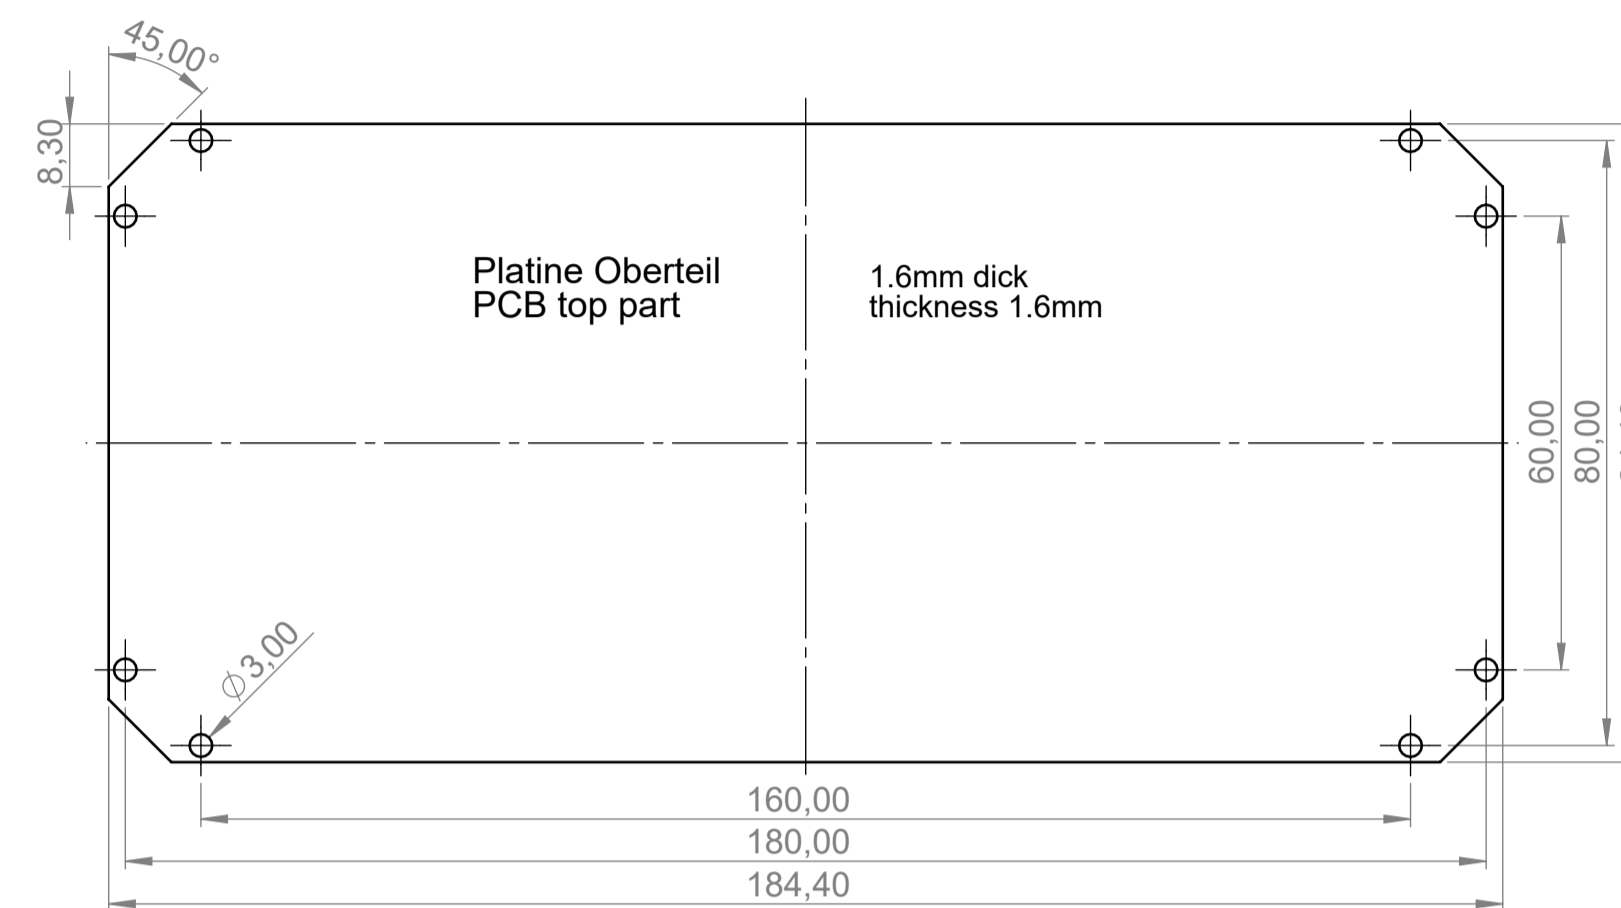 45,00°
8,30
Platine Oberteil
PCB top part
1.6mm dick
thickness 1.6mm
60,00
80,00
⌀3,00
160,00
180,00
184,40